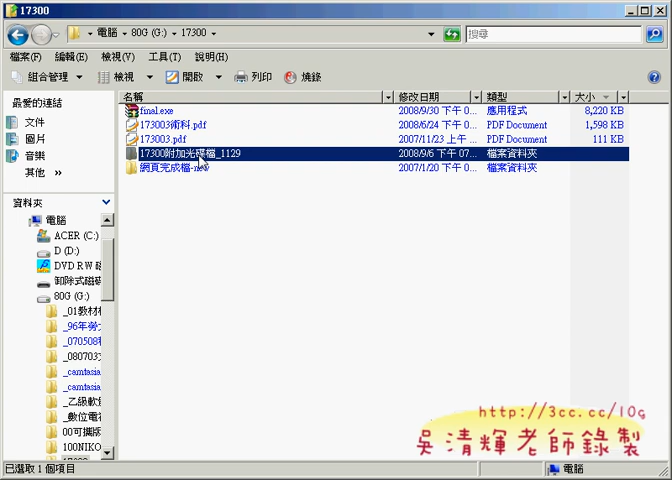 17300
電腦 80G (G:) 17300
搜尋
檔案(F) 編輯(E) 檢視(V) 工具(T) 說明(H)
組合管理 檢視 開啟 列印 燒錄
名稱 修改日期 類型 大小
final.exe 2008/9/30 下午 0... 應用程式 8,220 KB
173003術科.pdf 2008/6/24 下午 0... PDF Document 1,598 KB
173003.pdf 2007/11/23 上午 ... PDF Document 111 KB
17300附加光碟檔_1129 2008/9/6 下午 07... 檔案資料夾
網頁完成檔-new 2007/1/20 下午 0... 檔案資料夾
最愛的連結
文件
圖片
音樂
其他 »
資料夾
電腦
ACER (C:)
D (D:)
DVD RW 磁
卸除式磁碟
80G (G:)
_01教材
_96年勞
_070508
_080703
_camtasia
_camtasia
_乙級軟
_數位電
00可攜版
100NIKO
http://3cc.cc/10g
吳清輝老師錄製
已選取 1 個項目
電腦